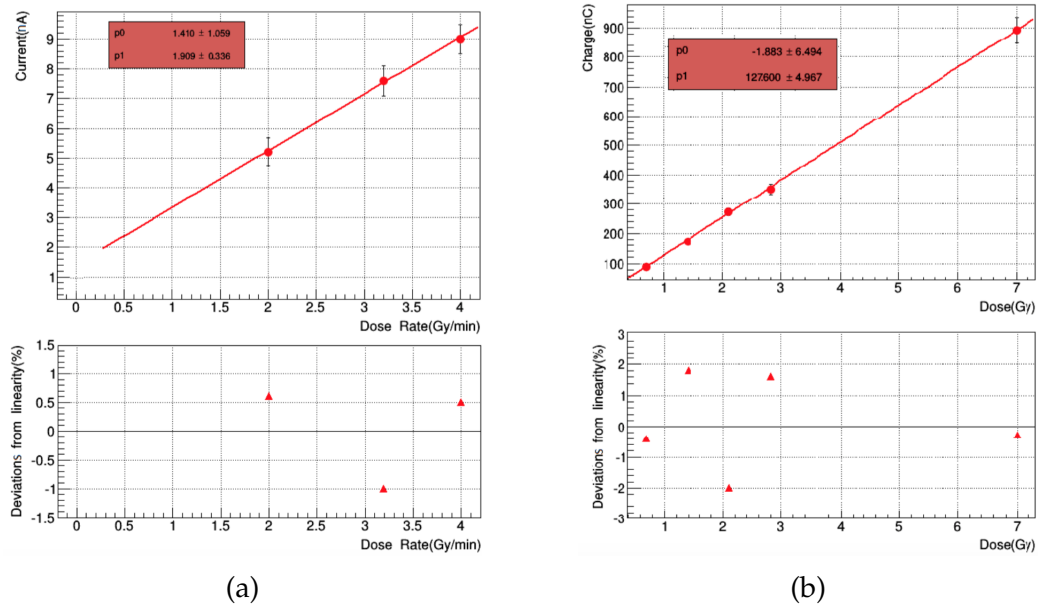 Current(nA)
9
8
7
6
5
4
3
2
1
p0 1.410 ± 1.059
p1 1.909 ± 0.336
0 0.5 1 1.5 2 2.5 3 3.5 4
Dose Rate(Gy/min)
Deviations from linearity(%)
1.5
1
0.5
0
-0.5
-1
-1.5
0 0.5 1 1.5 2 2.5 3 3.5 4
Dose Rate(Gy/min)
(a)
Charge(nC)
900
800
700
600
500
400
300
200
100
p0 -1.883 ± 6.494
p1 127.600 ± 4.967
1 2 3 4 5 6 7
Dose(Gy)
Deviations from linearity(%)
3
2
1
0
-1
-2
-3
1 2 3 4 5 6 7
Dose(Gy)
(b)